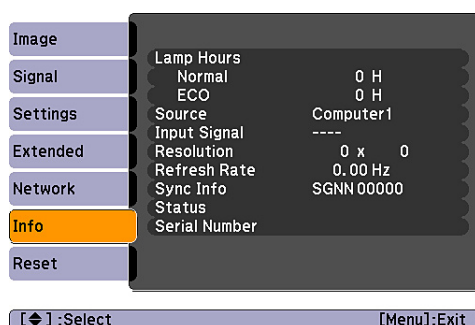 Image
Signal
Settings
Extended
Network
Info
Reset
Lamp Hours
Normal 0 H
ECO 0 H
Source Computer1
Input Signal ----
Resolution 0 x 0
Refresh Rate 0.00 Hz
Sync Info SGNN 00000
Status
Serial Number
[◆] :Select [Menu]:Exit